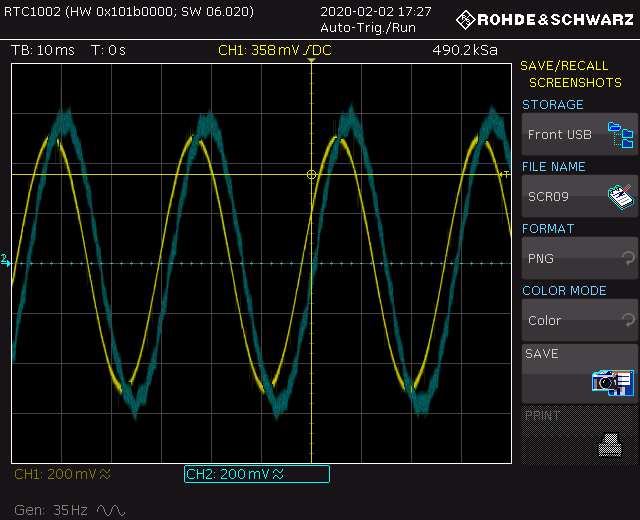 RTC1002 (HW 0x101b0000; SW 06.020)
2020-02-02 17:27
Auto-Trig./Run
ROHDE&SCHWARZ
TB: 10 ms T: 0 s CH1: 358 mV / DC 490.2 kSa
SAVE/RECALL
SCREENSHOTS
STORAGE
Front USB
FILE NAME
SCR09
FORMAT
PNG
COLOR MODE
Color
SAVE
PRINT
T
2
CH1: 200 mV CH2: 200 mV
Gen: 35 Hz